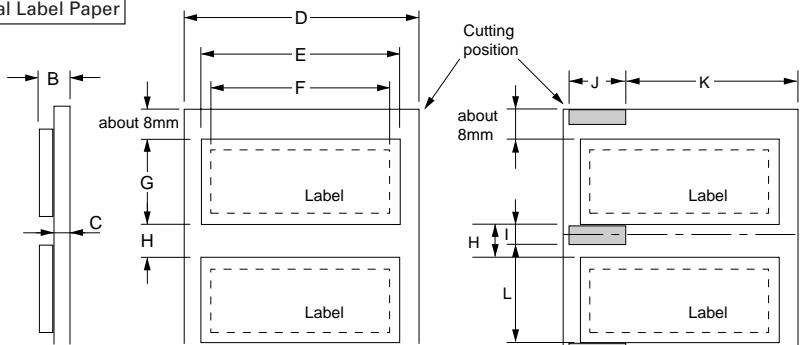 al Label Paper
D
Cutting
position
B
E
J
K
F
about 8mm
about
8mm
G
Label
Label
C
H
H
I
L
Label
Label